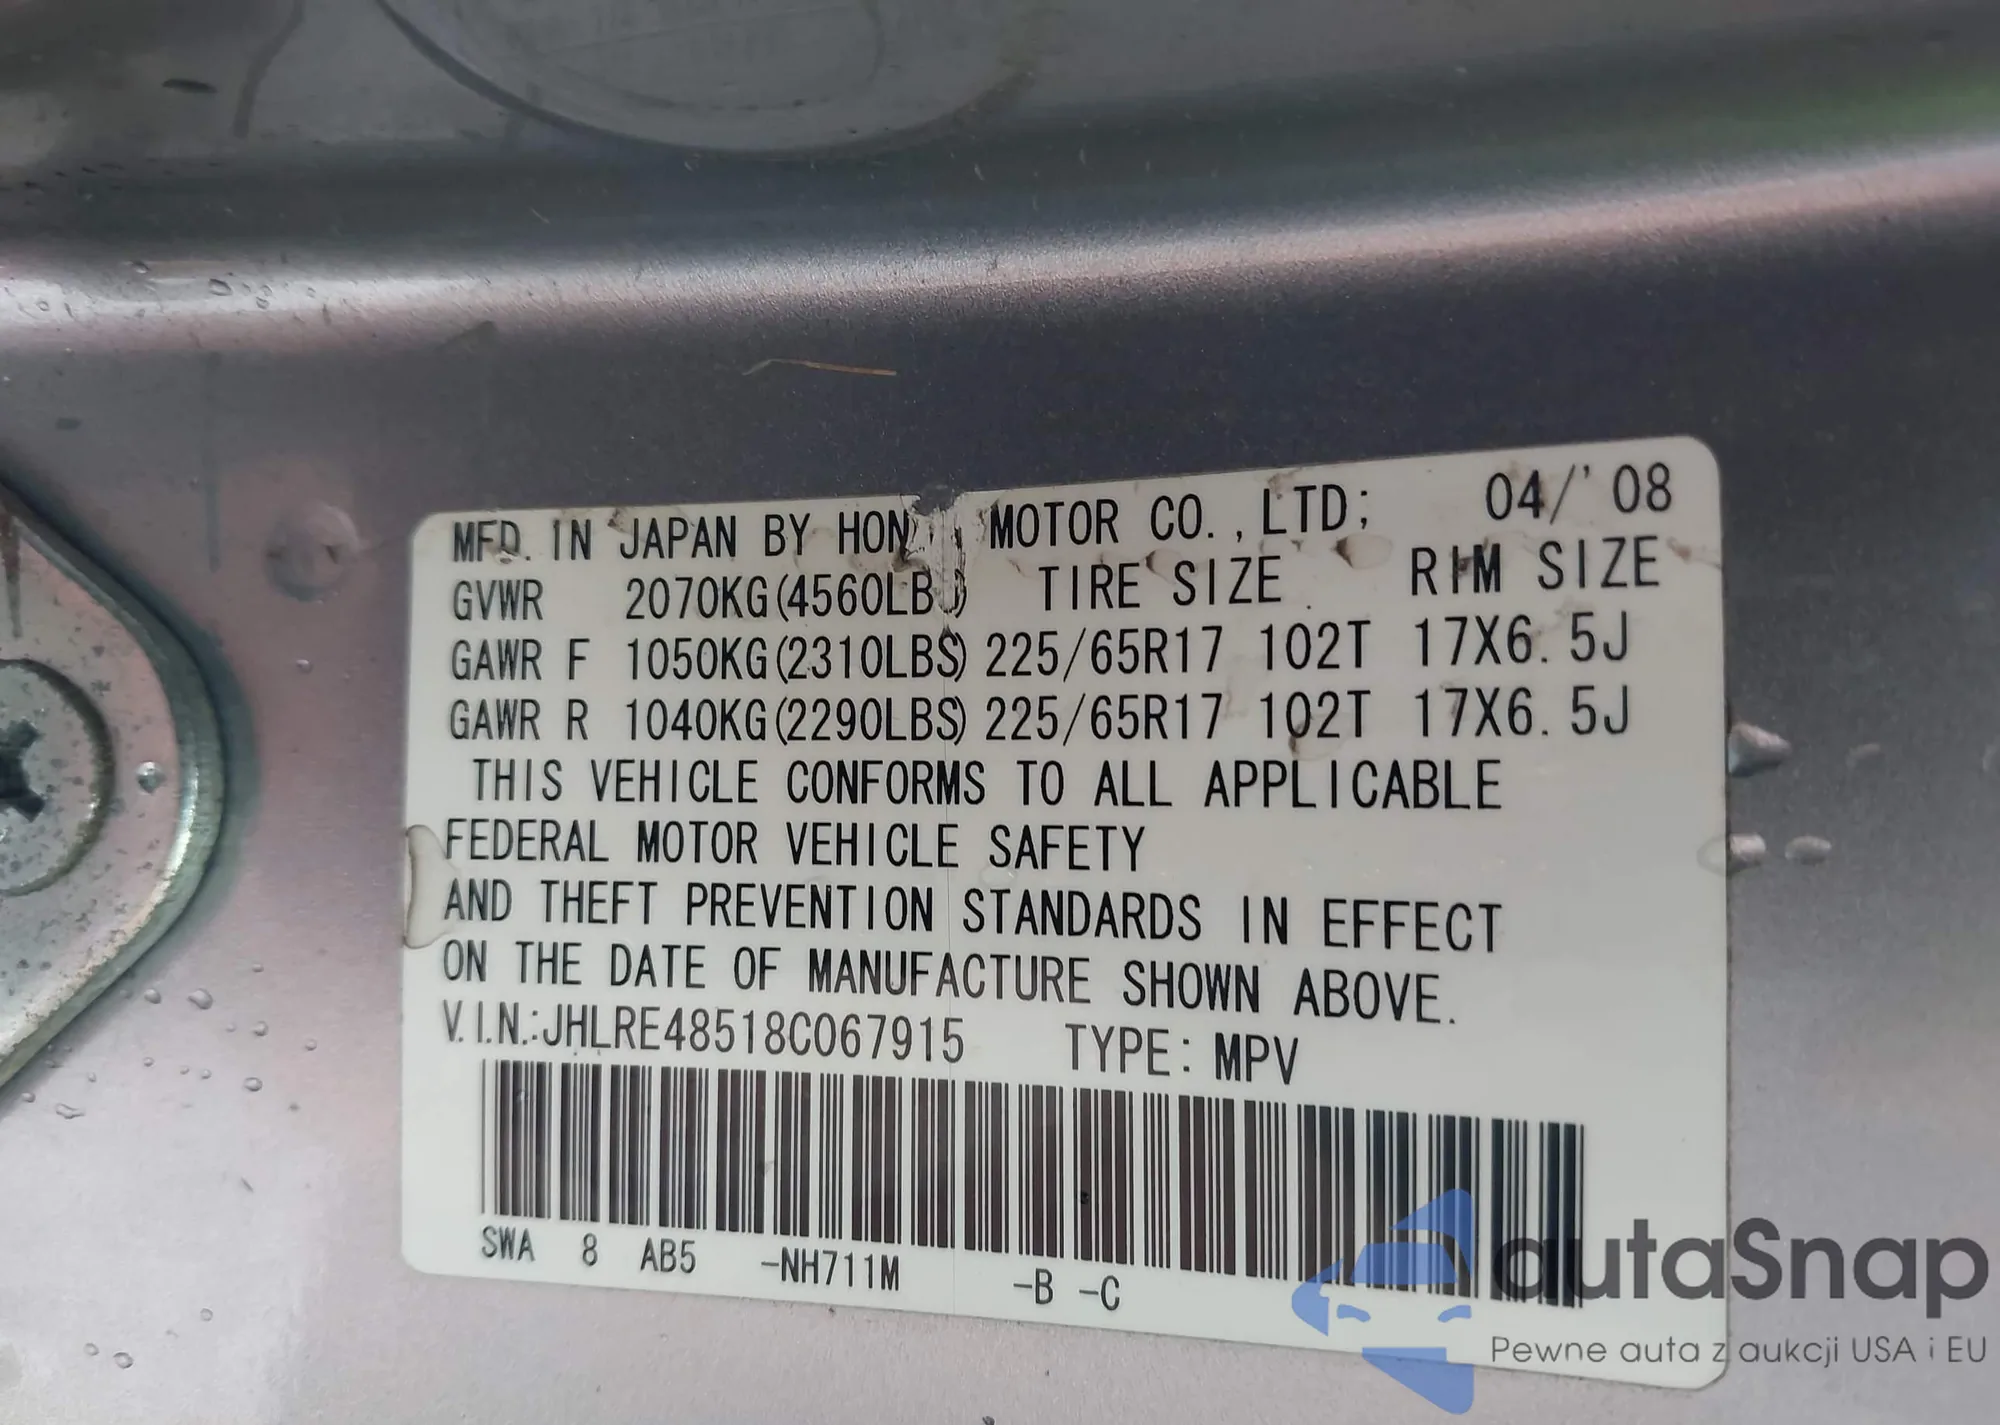 MFD. IN JAPAN BY HON MOTOR CO., LTD; 04/'08
GVWR 2070KG(4560LB ) TIRE SIZE RIM SIZE
GAWR F 1050KG(2310LBS) 225/65R17 102T 17X6.5J
GAWR R 1040KG(2290LBS) 225/65R17 102T 17X6.5J
THIS VEHICLE CONFORMS TO ALL APPLICABLE
FEDERAL MOTOR VEHICLE SAFETY
AND THEFT PREVENTION STANDARDS IN EFFECT
ON THE DATE OF MANUFACTURE SHOWN ABOVE.
V.I.N.:JHLRE48518C067915 TYPE: MPV
SWA 8 AB5 -NH711M -B -C
autaSnap
Pewne auta z aukcji USA i EU